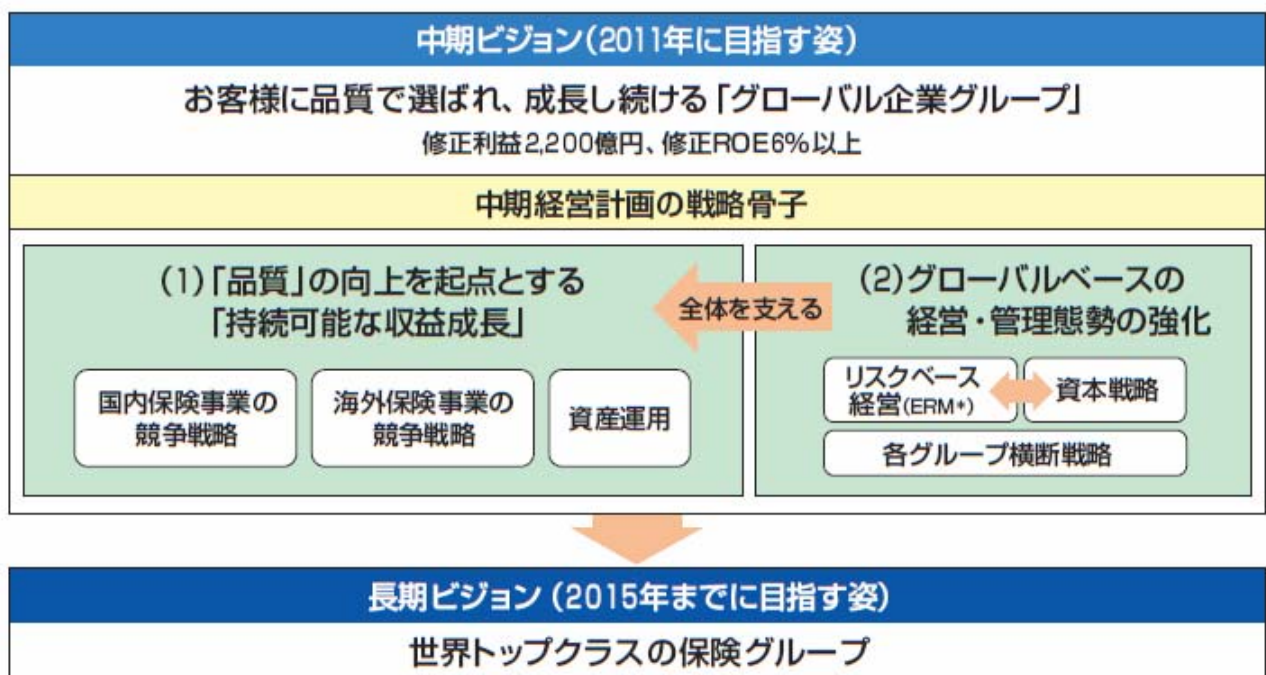 中期ビジョン(2011年に目指す姿)
お客様に品質で選ばれ、成長し続ける「グローバル企業グループ」
修正利益2,200億円、修正ROE6%以上
中期経営計画の戦略骨子
(1)「品質」の向上を起点とする
「持続可能な収益成長」
国内保険事業の
競争戦略
海外保険事業の
競争戦略
資産運用
全体を支える
(2)グローバルベースの
経営・管理態勢の強化
リスクベース
経営(ERM*)
資本戦略
各グループ横断戦略
長期ビジョン(2015年までに目指す姿)
世界トップクラスの保険グループ